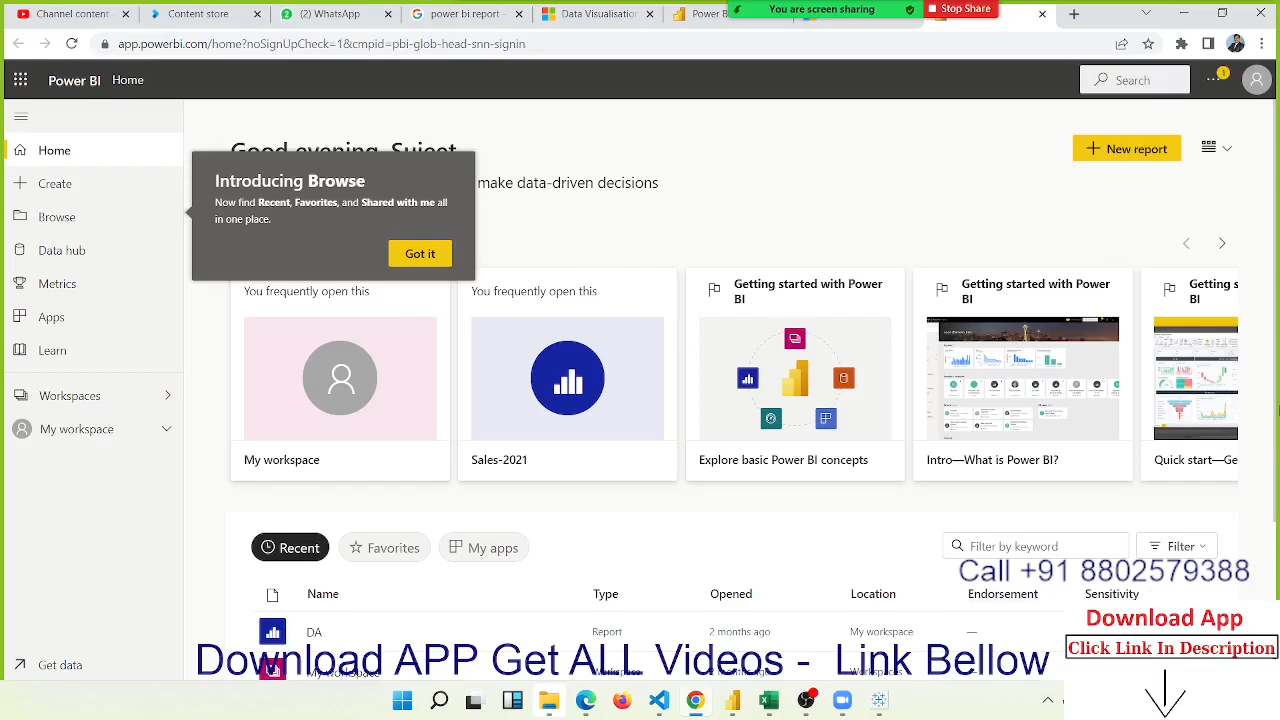 Channel content
Content store
(2) WhatsApp
power bi report -
Data Visualisation
Power B
You are screen sharing
Stop Share
app.powerbi.com/home?noSignUpCheck=1&cmpid=pbi-glob-head-snn-signin
Power BI Home
Search
1
Home
Create
Browse
Data hub
Metrics
Apps
Learn
Workspaces
My workspace
Get data
Good evening, Sujeet
make data-driven decisions
New report
Introducing Browse
Now find Recent, Favorites, and Shared with me all
in one place.
Got it
You frequently open this
My workspace
You frequently open this
Sales-2021
Getting started with Power
BI
Explore basic Power BI concepts
Getting started with Power
BI
Intro—What is Power BI?
Getting s
BI
Quick start—Ge
Recent
Favorites
My apps
Filter by keyword
Filter
Name Type Opened Location Endorsement Sensitivity
DA Report 2 months ago My workspace —
Call +91 8802579388
Download App
Click Link In Description
Download APP Get ALL Videos - Link Bellow